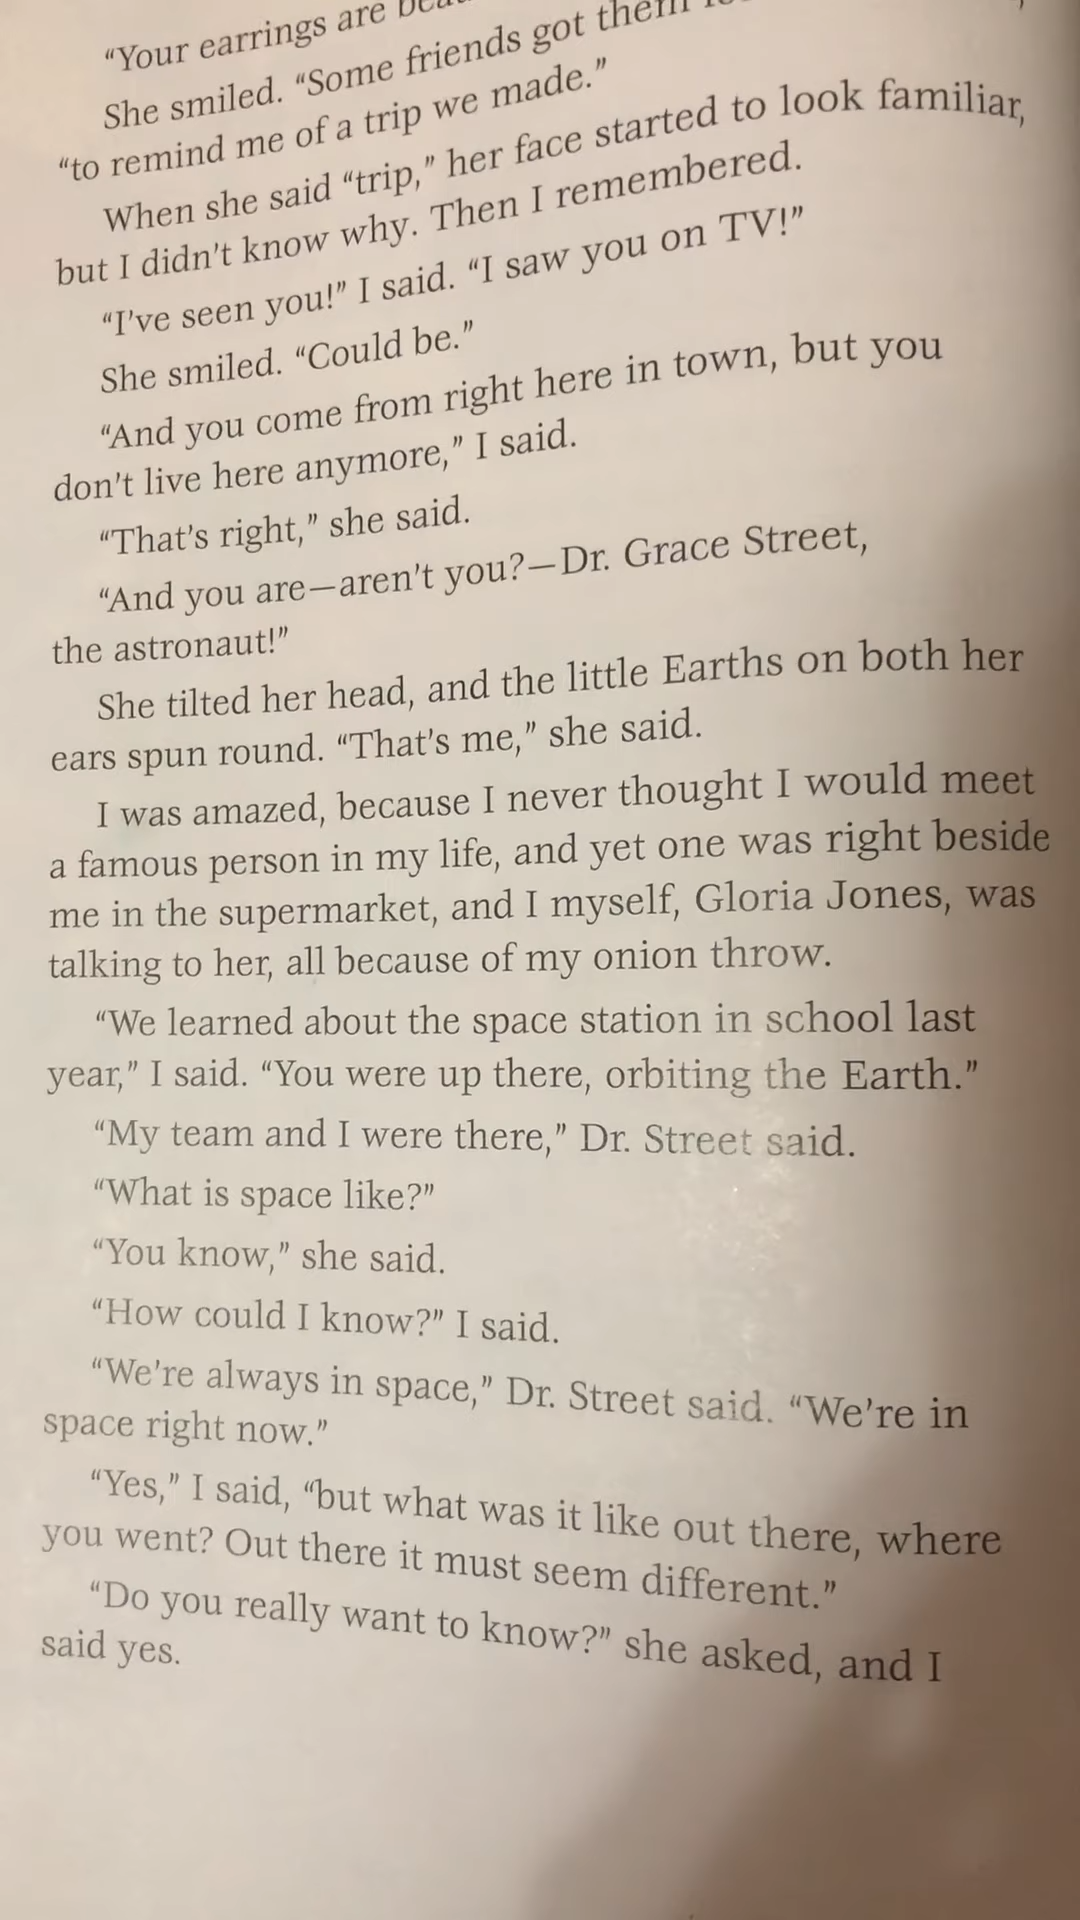 “Your earrings are
She smiled. “Some friends got them
“to remind me of a trip we made.”
When she said “trip,” her face started to look familiar,
but I didn't know why. Then I remembered.
“I've seen you!” I said. “I saw you on TV!”
She smiled. “Could be.”
“And you come from right here in town, but you
don't live here anymore,” I said.
“That's right,” she said.
“And you are—aren't you?—Dr. Grace Street,
the astronaut!”
She tilted her head, and the little Earths on both her
ears spun round. “That's me,” she said.
I was amazed, because I never thought I would meet
a famous person in my life, and yet one was right beside
me in the supermarket, and I myself, Gloria Jones, was
talking to her, all because of my onion throw.
“We learned about the space station in school last
year,” I said. “You were up there, orbiting the Earth.”
“My team and I were there,” Dr. Street said.
“What is space like?”
“You know,” she said.
“How could I know?” I said.
“We're always in space,” Dr. Street said. “We're in
space right now.”
“Yes,” I said, “but what was it like out there, where
you went? Out there it must seem different.”
“Do you really want to know?” she asked, and I
said yes.